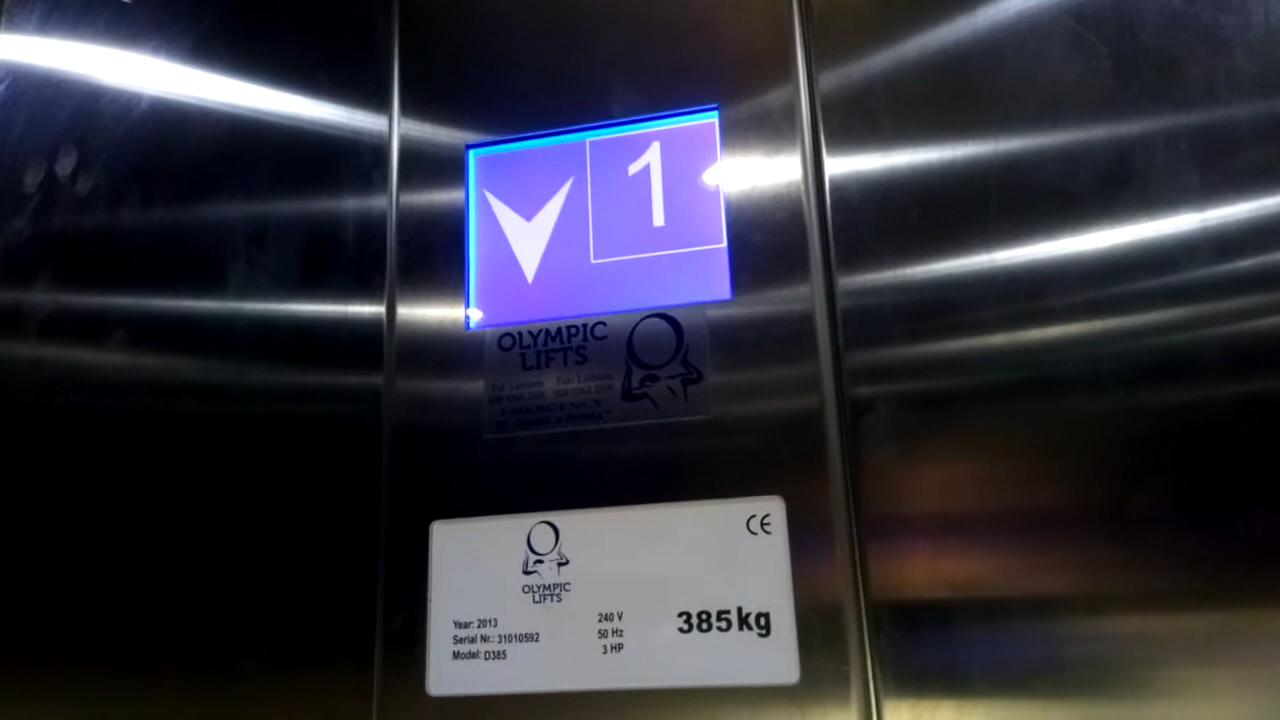 1
OLYMPIC
LIFTS
EMERGENCY
CE
OLYMPIC
LIFTS
Year: 2013
Serial Nr.: 31010592
Model: D385
240 V
50 Hz
3 HP
385kg